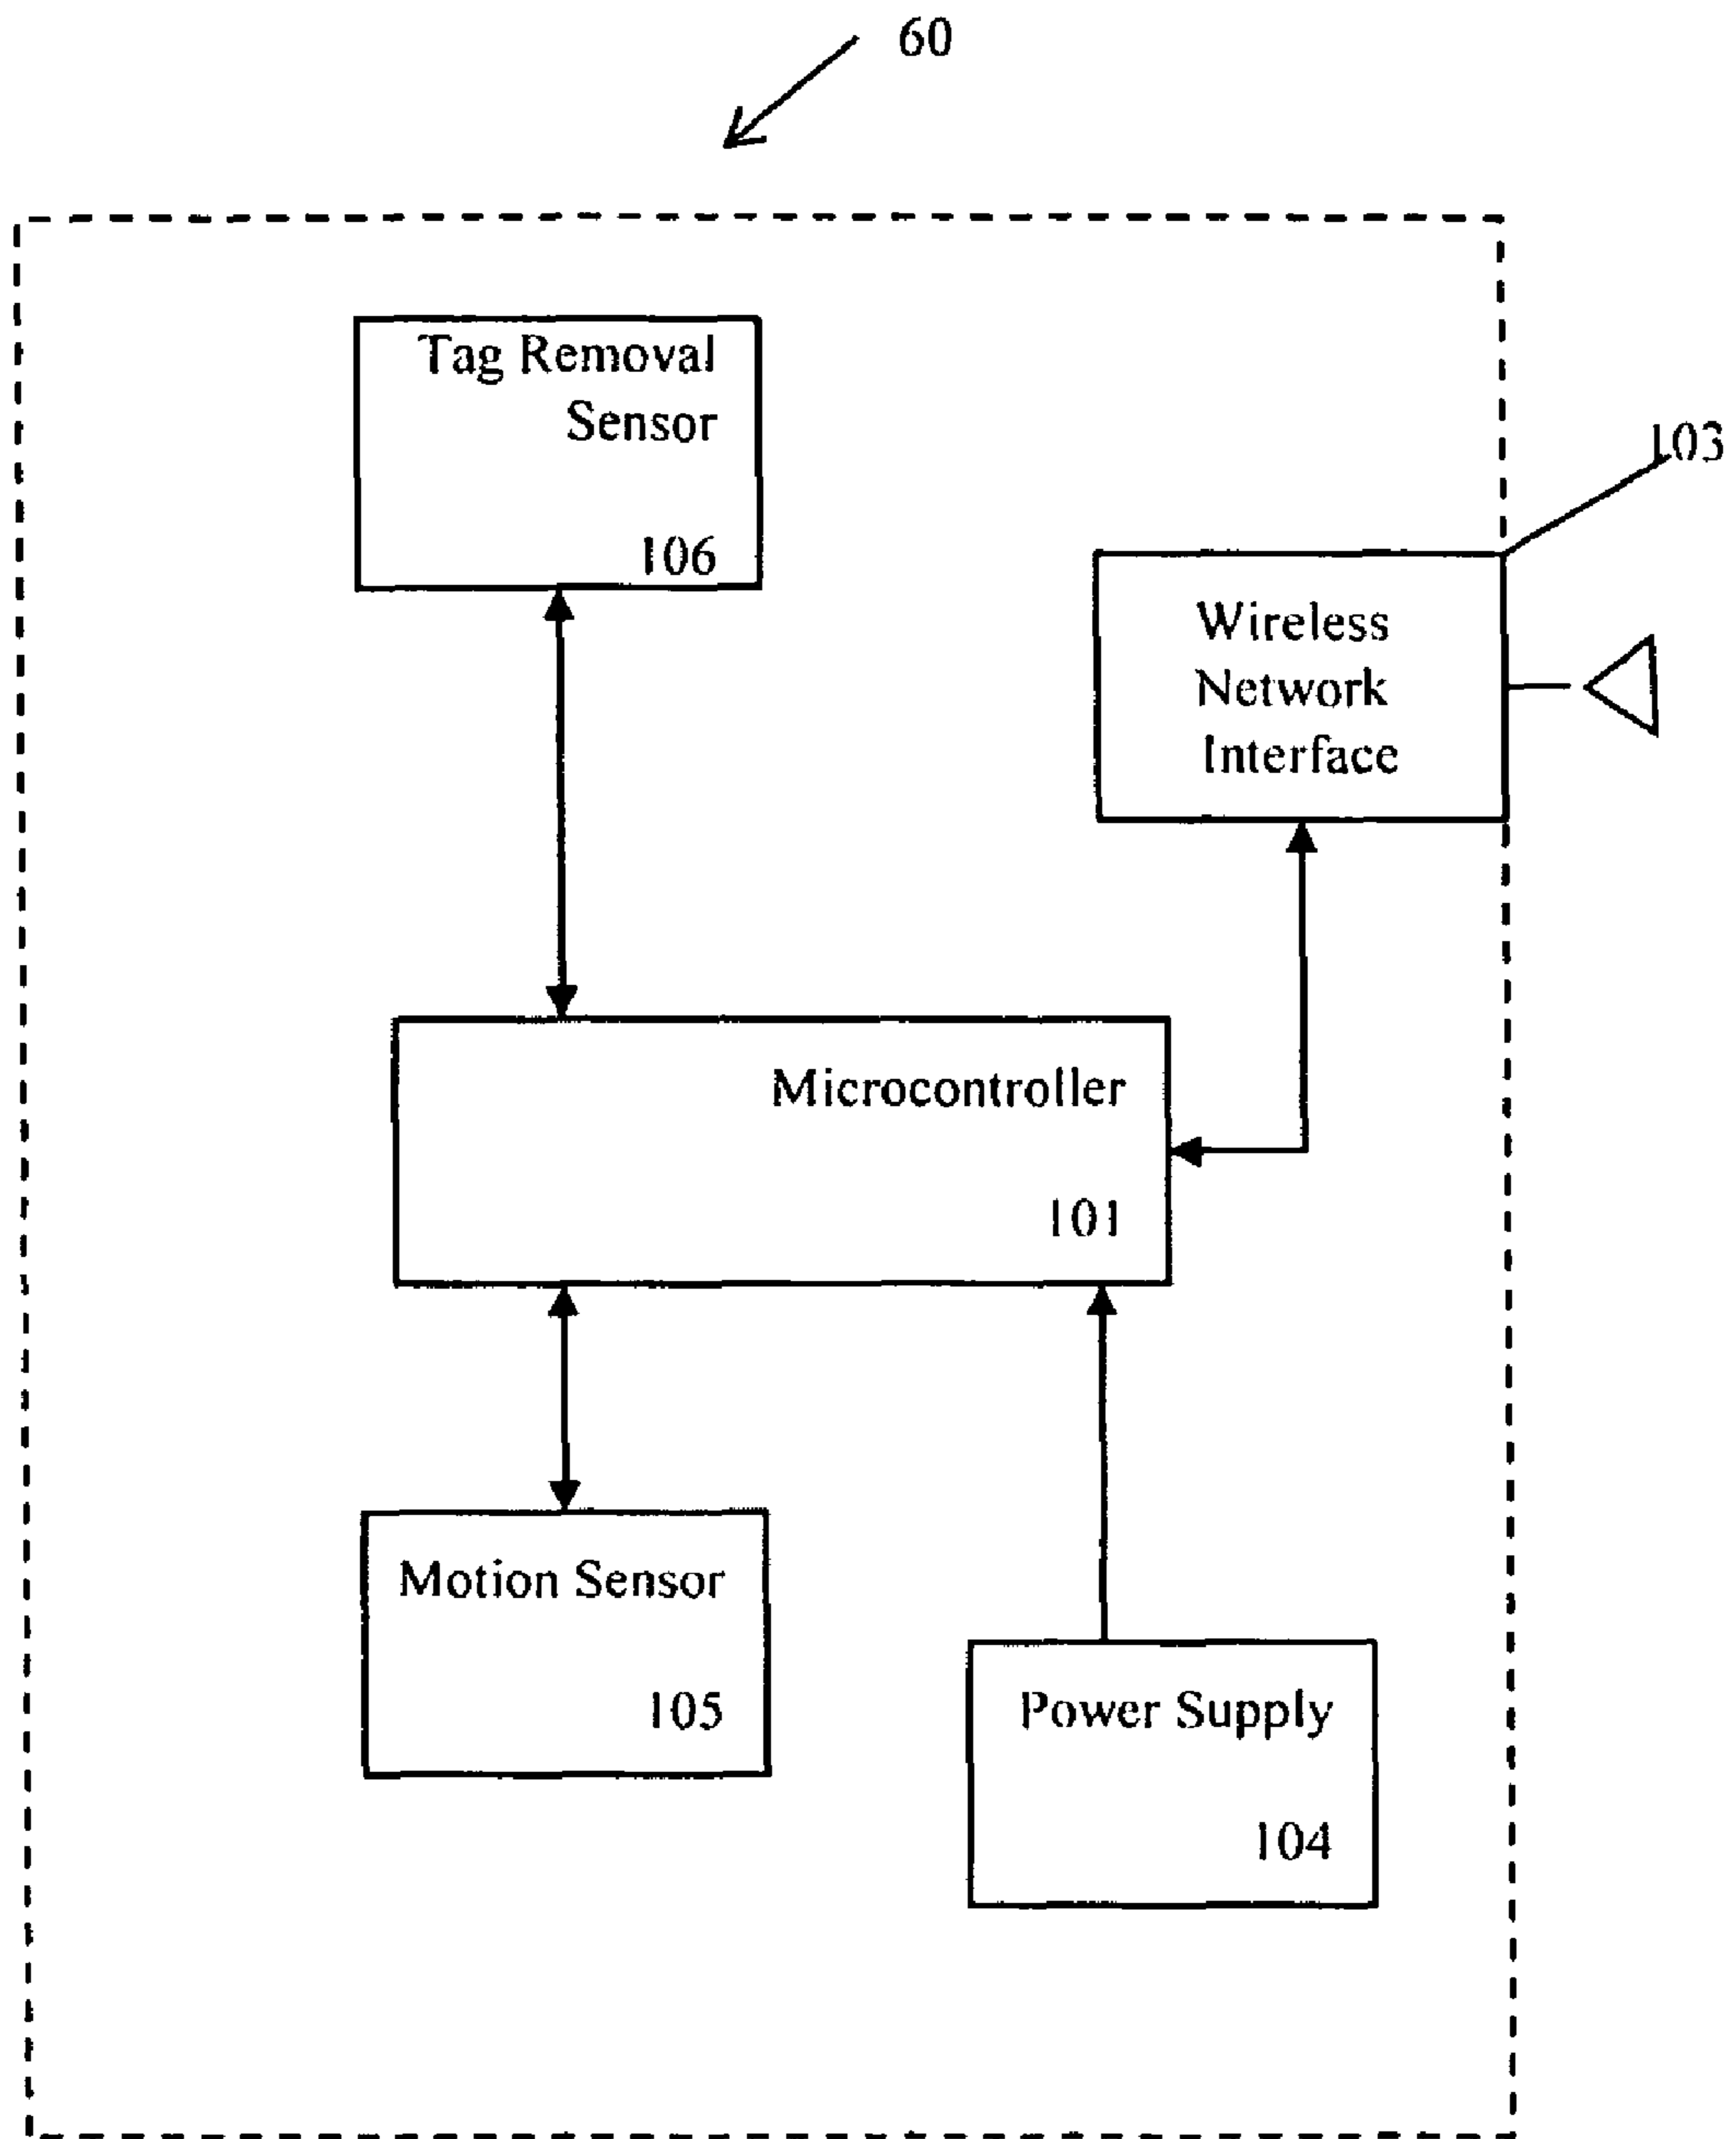 60
Tag Removal
Sensor
106
103
Wireless
Network
Interface
Microcontroller
101
Motion Sensor
105
Power Supply
104